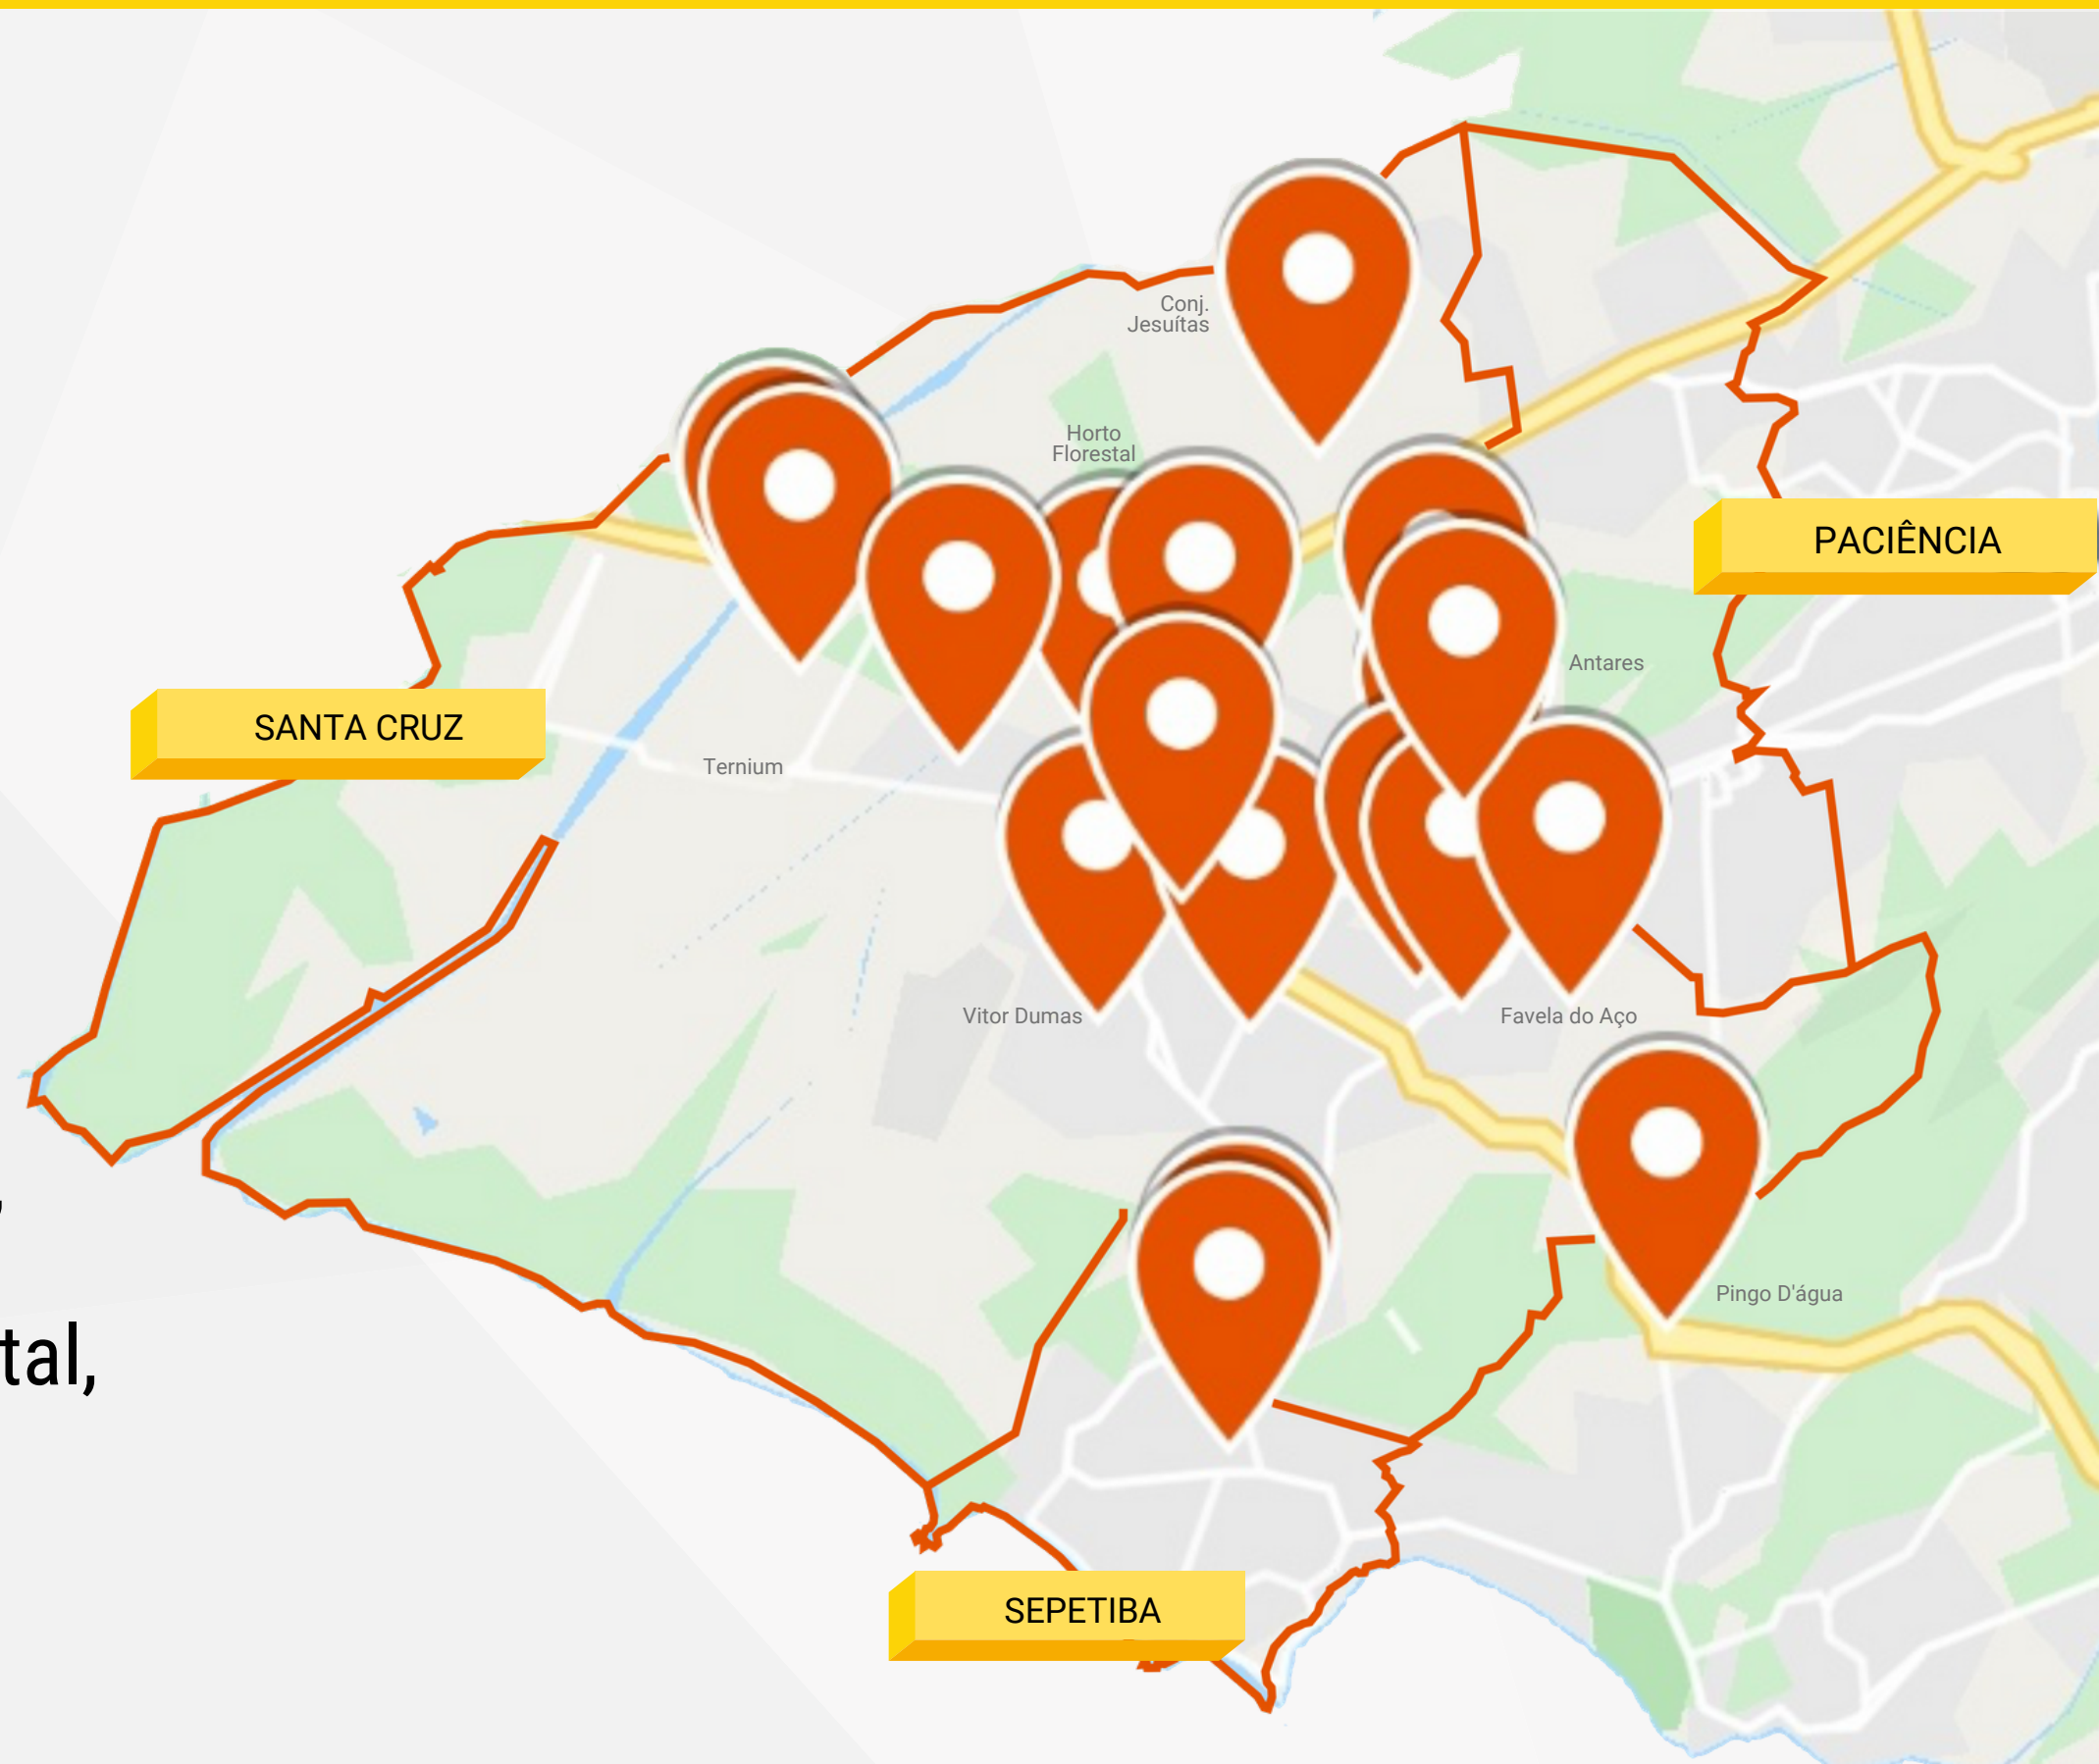 Conj.
Jesuítas
Horto
Florestal
PACIÊNCIA
Antares
SANTA CRUZ
Ternium
Vitor Dumas
Favela do Aço
,
Pingo D'água
tal,
SEPETIBA